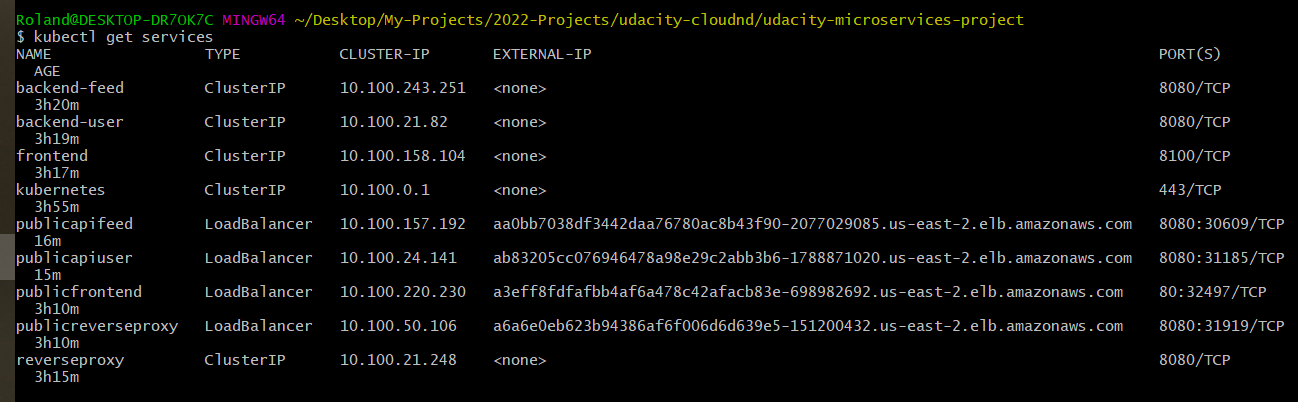 Roland@DESKTOP-DR7OK7C MINGW64 ~/Desktop/My-Projects/2022-Projects/udacity-cloudnd/udacity-microservices-project
$ kubectl get services
NAME TYPE CLUSTER-IP EXTERNAL-IP PORT(S)
AGE
backend-feed ClusterIP 10.100.243.251 <none> 8080/TCP
3h20m
backend-user ClusterIP 10.100.21.82 <none> 8080/TCP
3h19m
frontend ClusterIP 10.100.158.104 <none> 8100/TCP
3h17m
kubernetes ClusterIP 10.100.0.1 <none> 443/TCP
3h55m
publicapifeed LoadBalancer 10.100.157.192 aa0bb7038df3442daa76780ac8b43f90-2077029085.us-east-2.elb.amazonaws.com 8080:30609/TCP
16m
publicapiuser LoadBalancer 10.100.24.141 ab83205cc076946478a98e29c2abb3b6-1788871020.us-east-2.elb.amazonaws.com 8080:31185/TCP
15m
publicfrontend LoadBalancer 10.100.220.230 a3eff8fdfafbb4af6a478c42afacb83e-698982692.us-east-2.elb.amazonaws.com 80:32497/TCP
3h10m
publicreverseproxy LoadBalancer 10.100.50.106 a6a6e0eb623b94386af6f006d6d639e5-151200432.us-east-2.elb.amazonaws.com 8080:31919/TCP
3h10m
reverseproxy ClusterIP 10.100.21.248 <none> 8080/TCP
3h15m